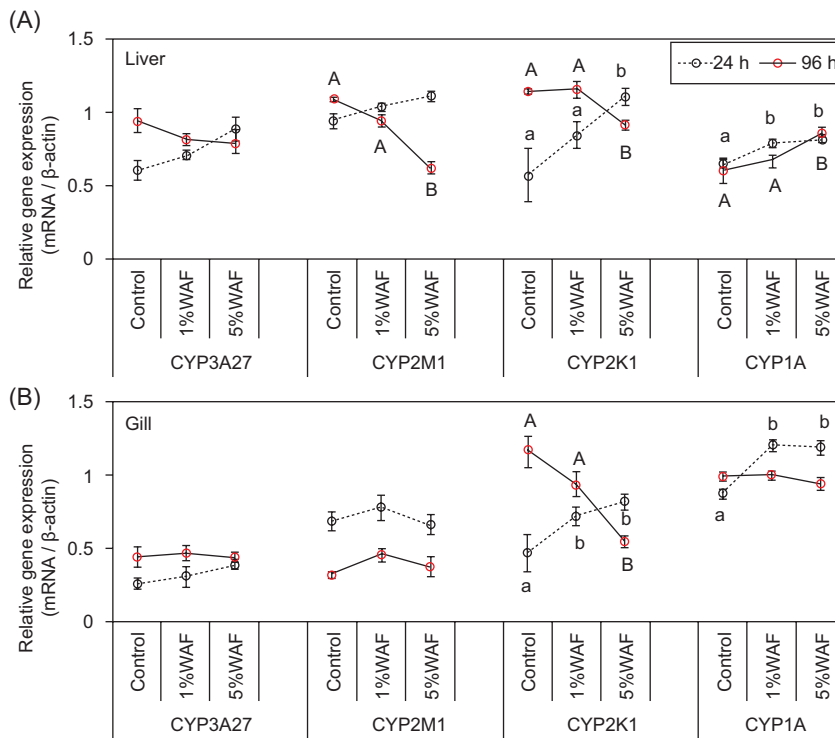 (A)
Relative gene expression
(mRNA / β-actin)
1.5
1
0.5
0
Liver
24 h
96 h
A
A
B
A
A
b
a
a
B
a
b
b
A
A
Control
1%WAF
5%WAF
Control
1%WAF
5%WAF
Control
1%WAF
5%WAF
Control
1%WAF
5%WAF
CYP3A27
CYP2M1
CYP2K1
CYP1A
(B)
Relative gene expression
(mRNA / β-actin)
1.5
1
0.5
0
Gill
A
A
b
b
a
B
b
b
a
Control
1%WAF
5%WAF
Control
1%WAF
5%WAF
Control
1%WAF
5%WAF
Control
1%WAF
5%WAF
CYP3A27
CYP2M1
CYP2K1
CYP1A